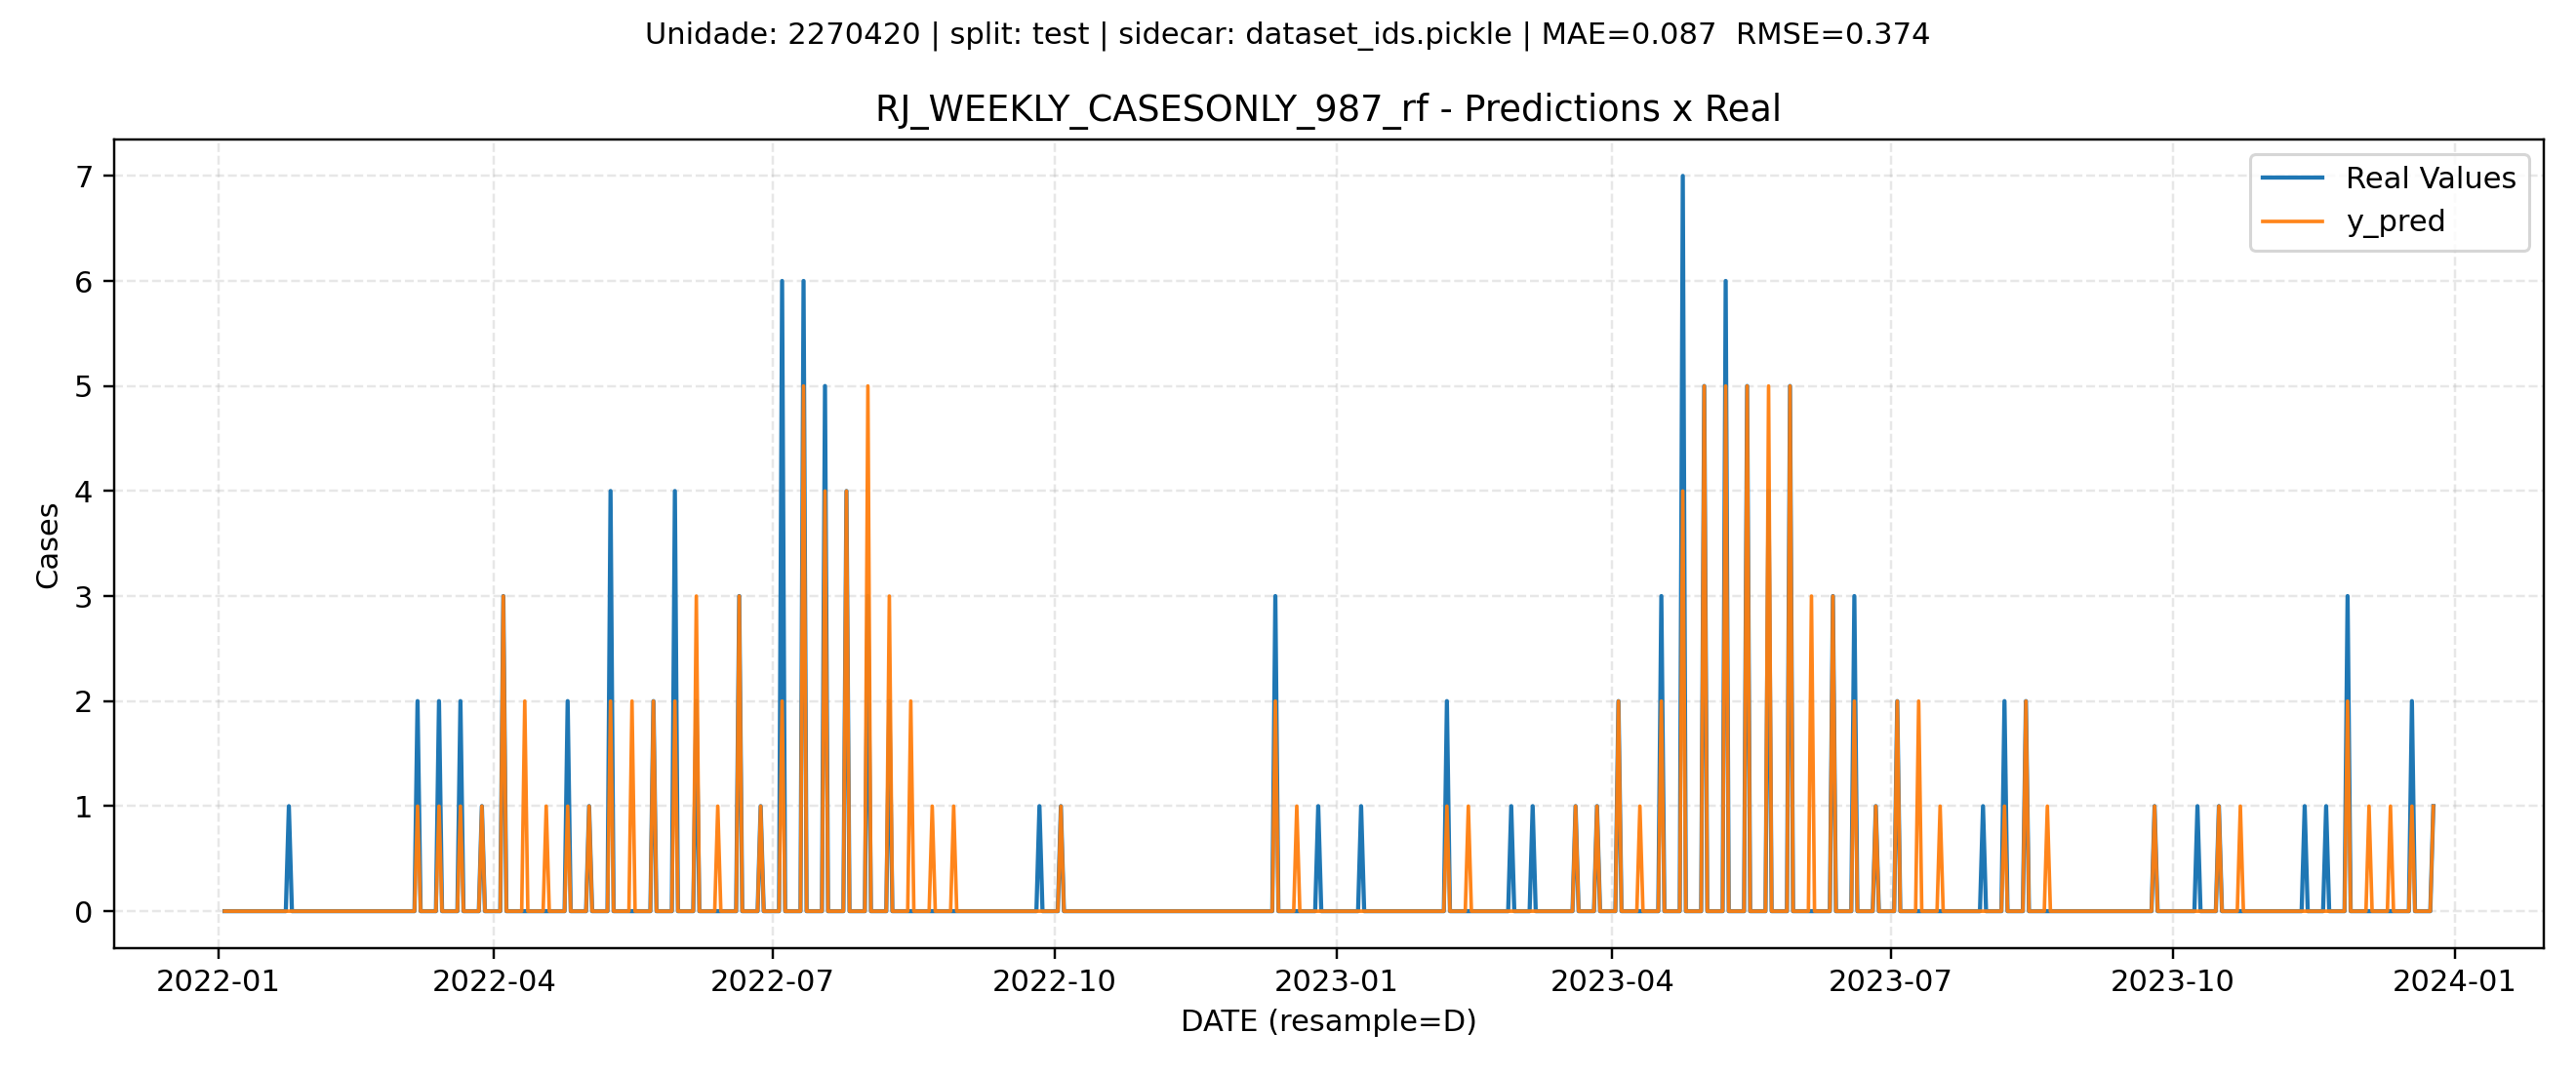 Unidade: 2270420 | split: test | sidecar: dataset_ids.pickle | MAE=0.087  RMSE=0.374
RJ_WEEKLY_CASESONLY_987_rf - Predictions x Real
Real Values
y_pred
7
6
5
4
3
2
1
0
Cases
2022-01
2022-04
2022-07
2022-10
2023-01
2023-04
2023-07
2023-10
2024-01
DATE (resample=D)